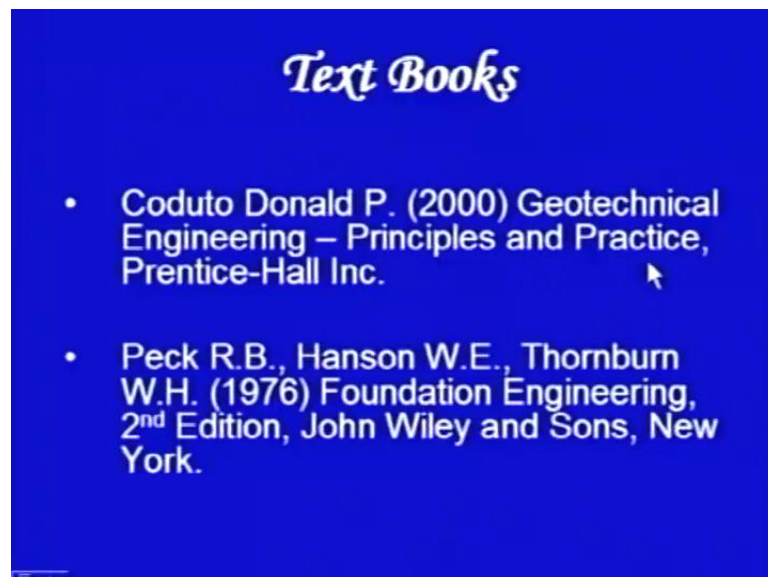 Text Books
• Coduto Donald P. (2000) Geotechnical
Engineering – Principles and Practice,
Prentice-Hall Inc.
• Peck R.B., Hanson W.E., Thornburn
W.H. (1976) Foundation Engineering,
2nd Edition, John Wiley and Sons, New
York.